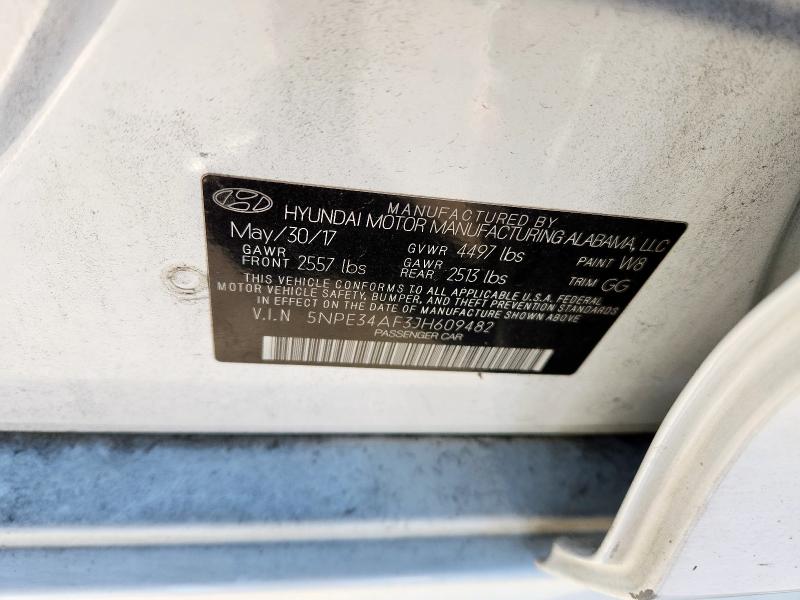 MANUFACTURED BY
HYUNDAI MOTOR MANUFACTURING ALABAMA, LLC
May/30/17 GVWR 4497 lbs PAINT W8
GAWR FRONT 2557 lbs GAWR REAR 2513 lbs TRIM GG
THIS VEHICLE CONFORMS TO ALL APPLICABLE U.S.A. FEDERAL
MOTOR VEHICLE SAFETY, BUMPER, AND THEFT PREVENTION STANDARDS
IN EFFECT ON THE DATE OF MANUFACTURE SHOWN ABOVE
V.I.N 5NPE34AF3JH609482
PASSENGER CAR